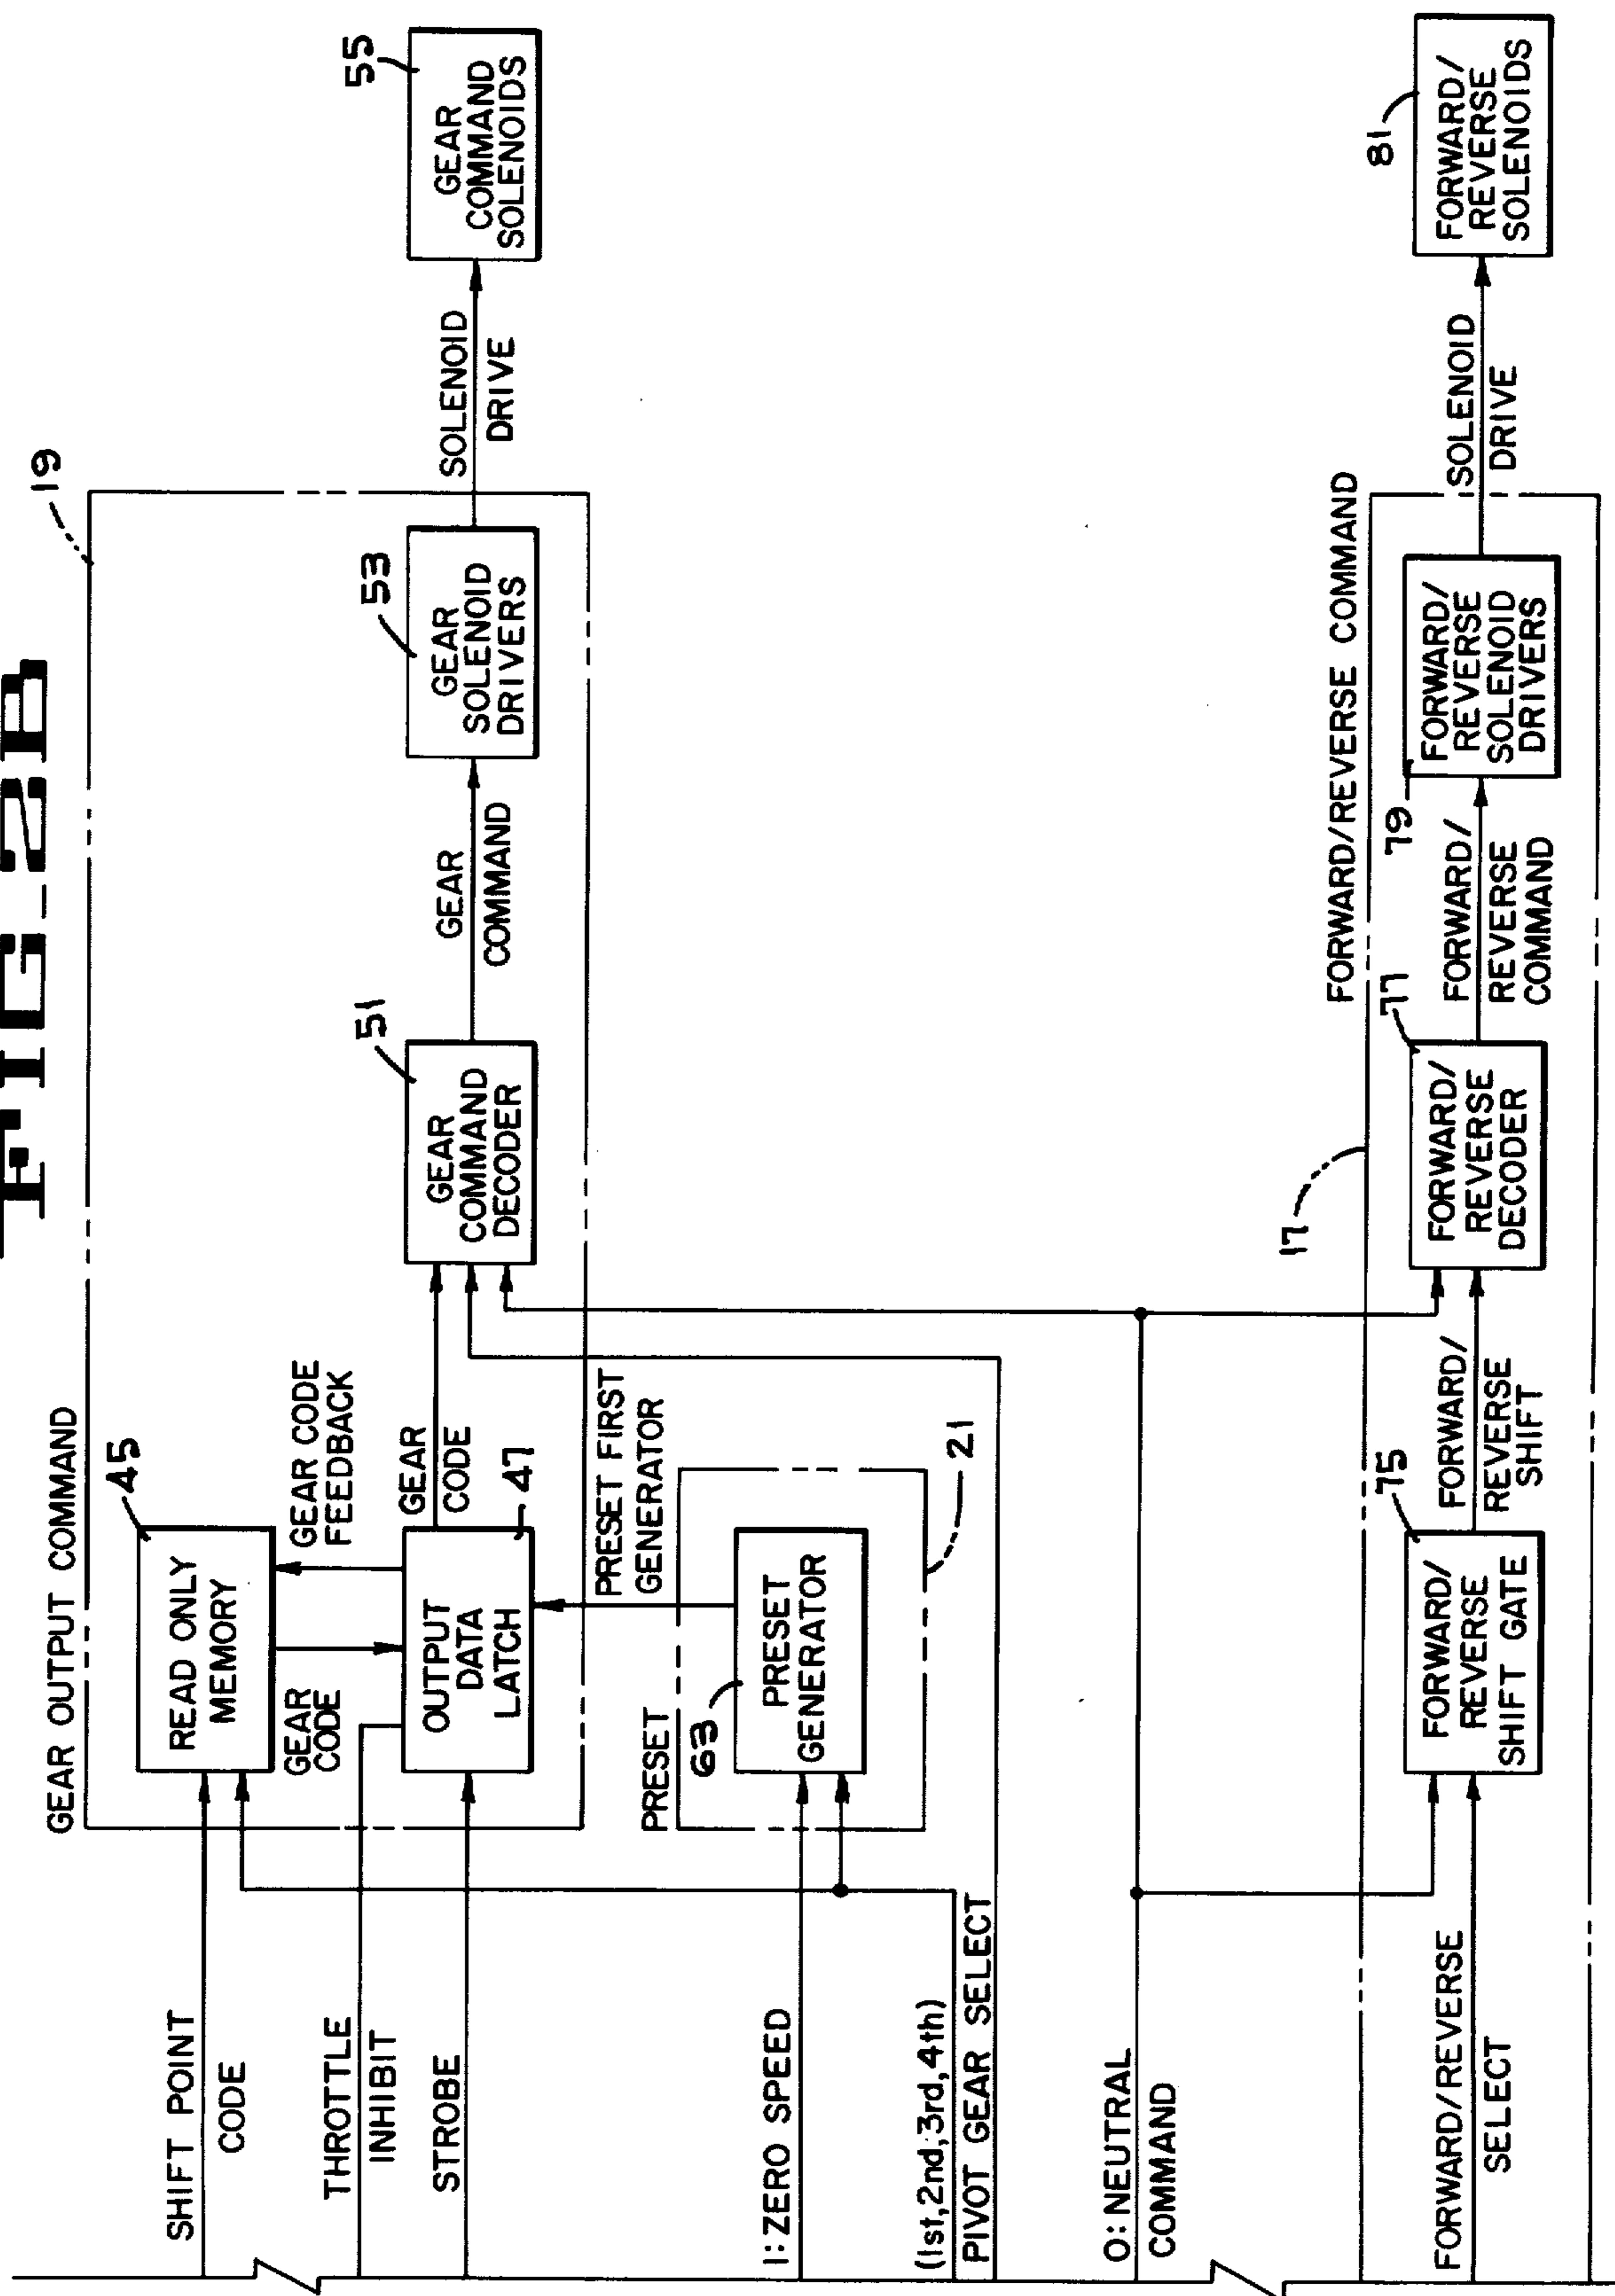 FIG_2B
GEAR OUTPUT COMMAND
19
SHIFT POINT
CODE
45
READ ONLY
MEMORY
GEAR
CODE
GEAR CODE
FEEDBACK
THROTTLE
INHIBIT
STROBE
OUTPUT
DATA
LATCH
47
GEAR
CODE
51
GEAR
COMMAND
DECODER
GEAR
COMMAND
53
GEAR
SOLENOID
DRIVERS
SOLENOID
DRIVE
55
GEAR
COMMAND
SOLENOIDS
PRESET FIRST
GENERATOR
PRESET
63
PRESET
GENERATOR
21
1:ZERO SPEED
(1st,2nd,3rd,4th)
PIVOT GEAR SELECT
0:NEUTRAL
COMMAND
17
FORWARD/REVERSE COMMAND
FORWARD/REVERSE
SELECT
75
FORWARD/
REVERSE
SHIFT GATE
FORWARD/
REVERSE
SHIFT
77
FORWARD/
REVERSE
DECODER
FORWARD/
REVERSE
COMMAND
79
FORWARD/
REVERSE
SOLENOID
DRIVERS
SOLENOID
DRIVE
81
FORWARD/
REVERSE
SOLENOIDS